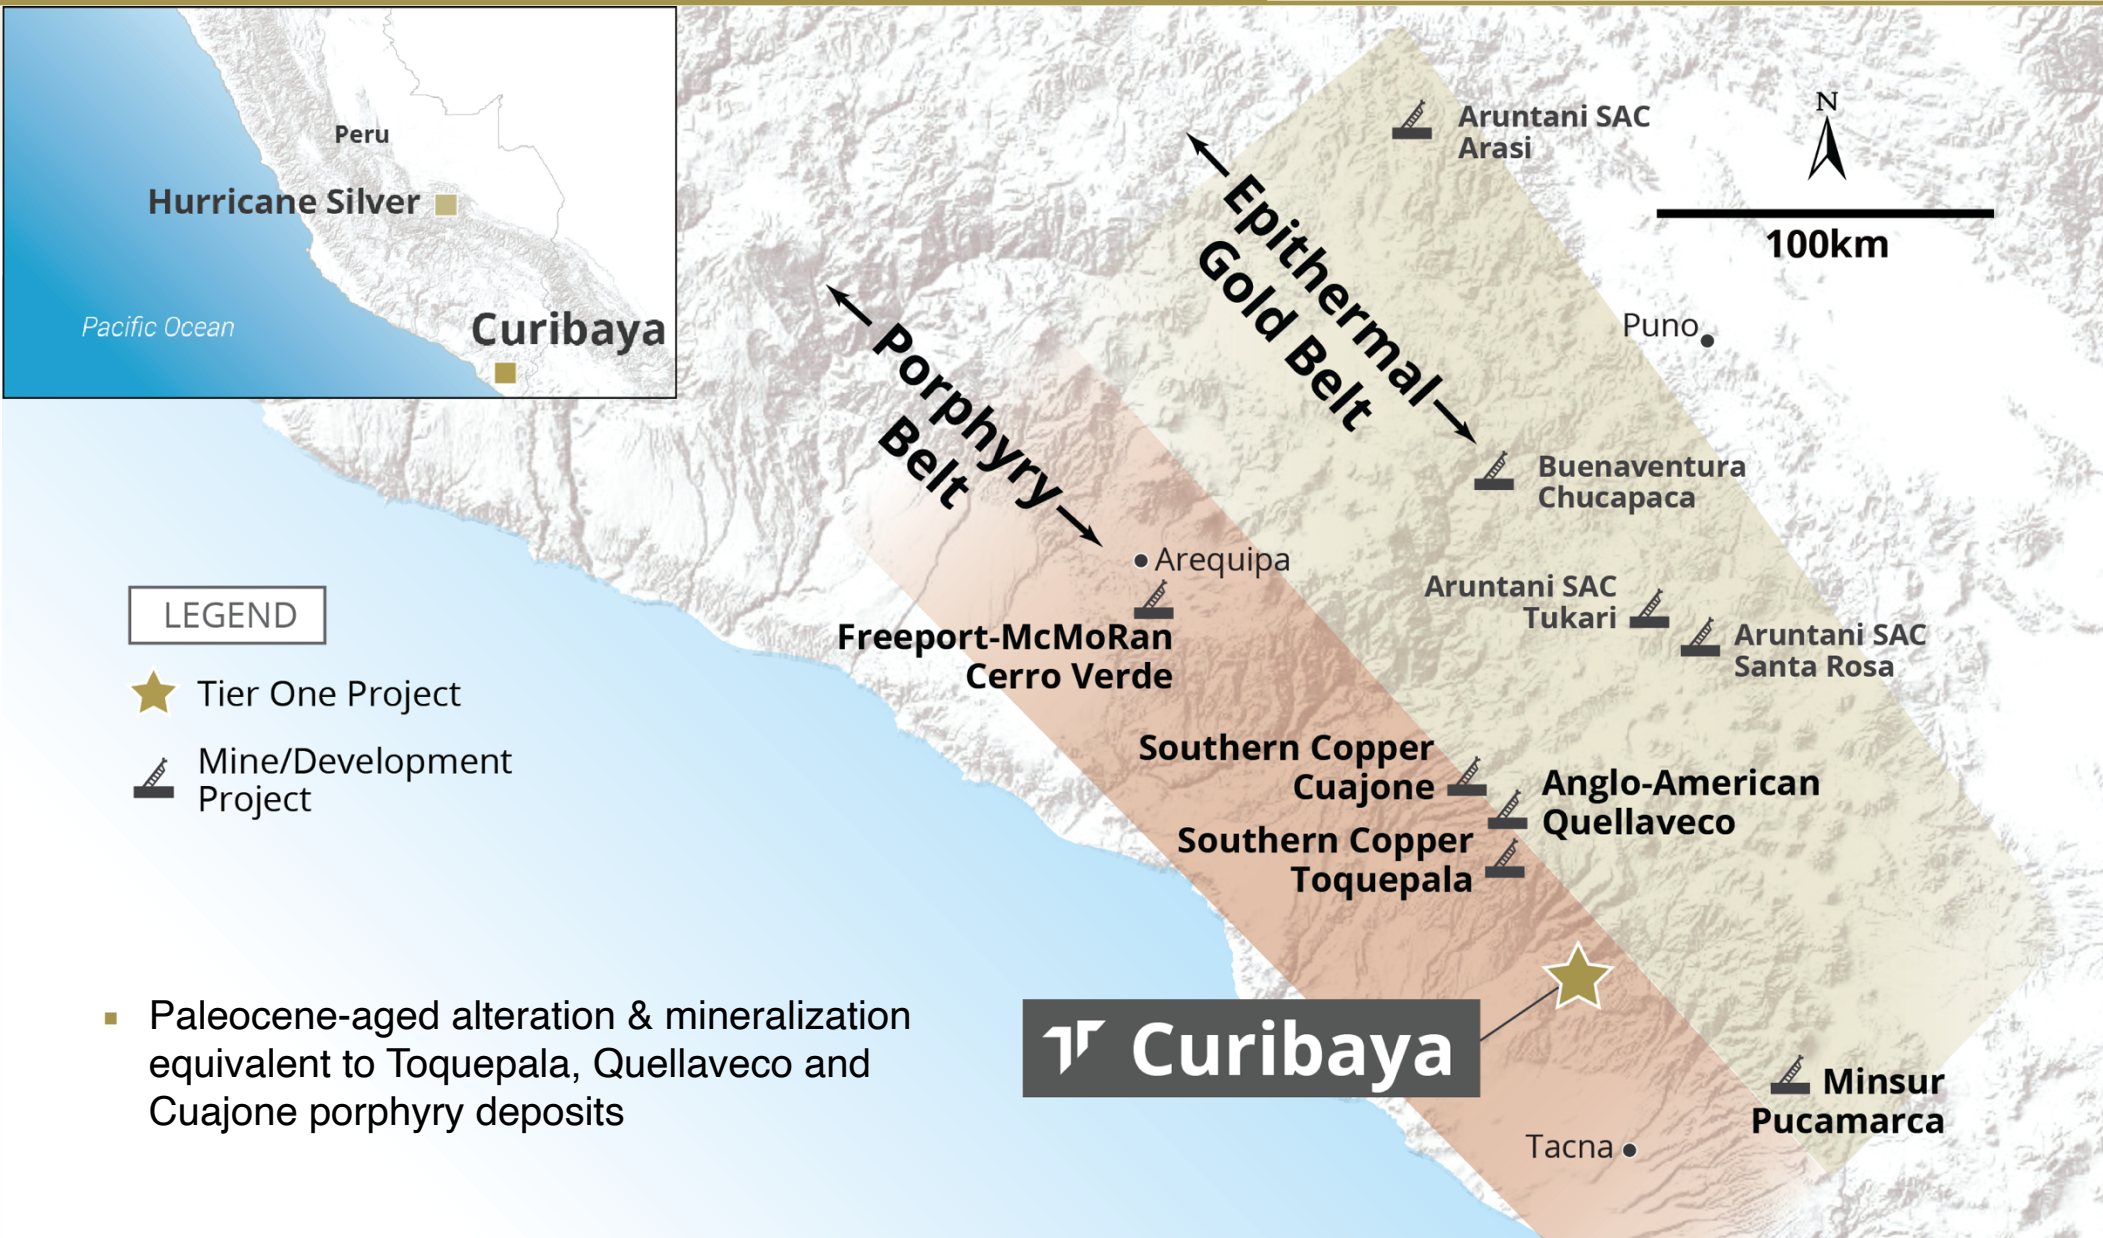 Peru
Hurricane Silver
Pacific Ocean
Curibaya
Aruntani SAC
Arasi
N
100km
Epithermal
Gold Belt
Puno
Porphyry
Belt
Buenaventura
Chucapaca
Arequipa
Aruntani SAC
Tukari
Aruntani SAC
Santa Rosa
Freeport-McMoRan
Cerro Verde
LEGEND
Tier One Project
Mine/Development
Project
Southern Copper
Cuajone
Anglo-American
Quellaveco
Southern Copper
Toquepala
Curibaya
Minsur
Pucamarca
Tacna
Paleocene-aged alteration & mineralization
equivalent to Toquepala, Quellaveco and
Cuajone porphyry deposits